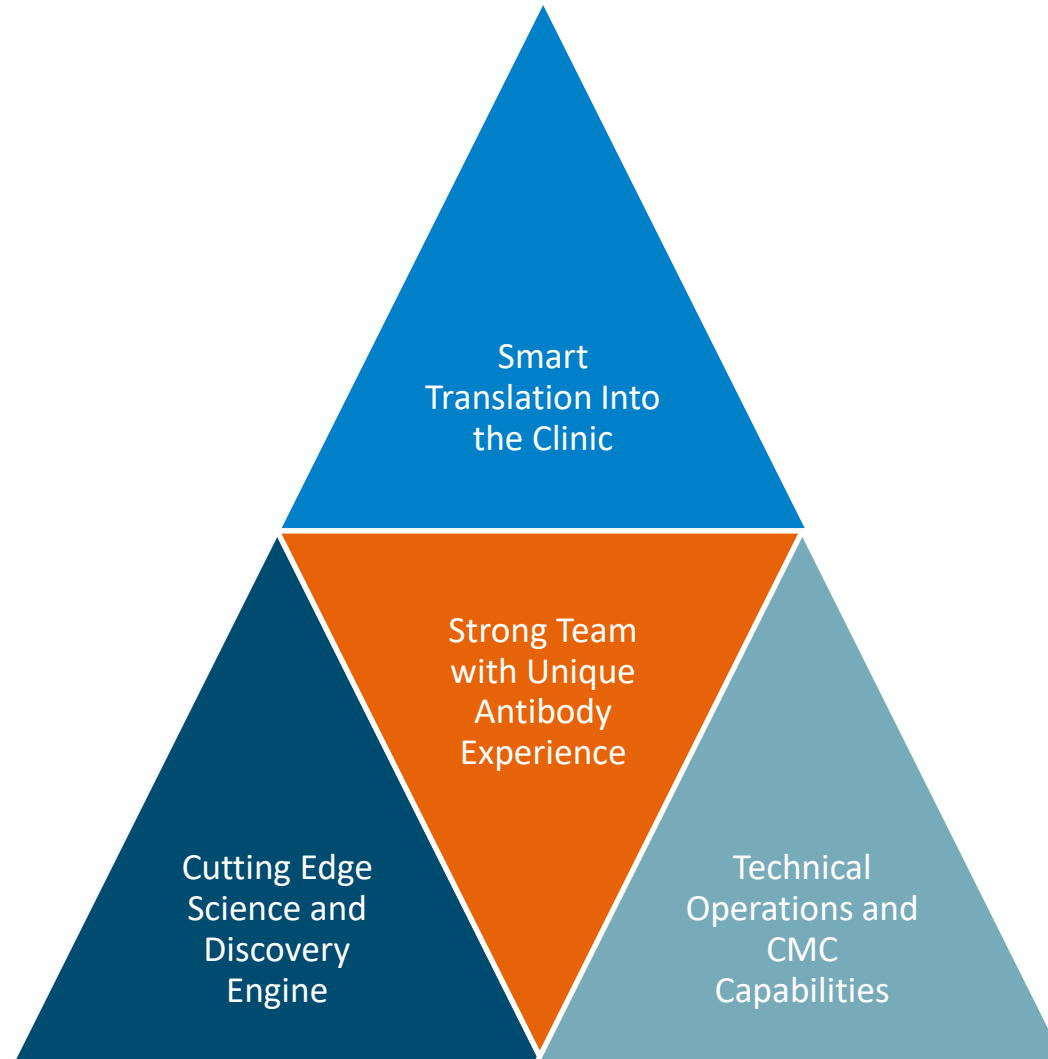 Smart
Translation Into
the Clinic
Strong Team
with Unique
Antibody
Experience
Cutting Edge
Science and
Discovery
Engine
Technical
Operations and
CMC
Capabilities